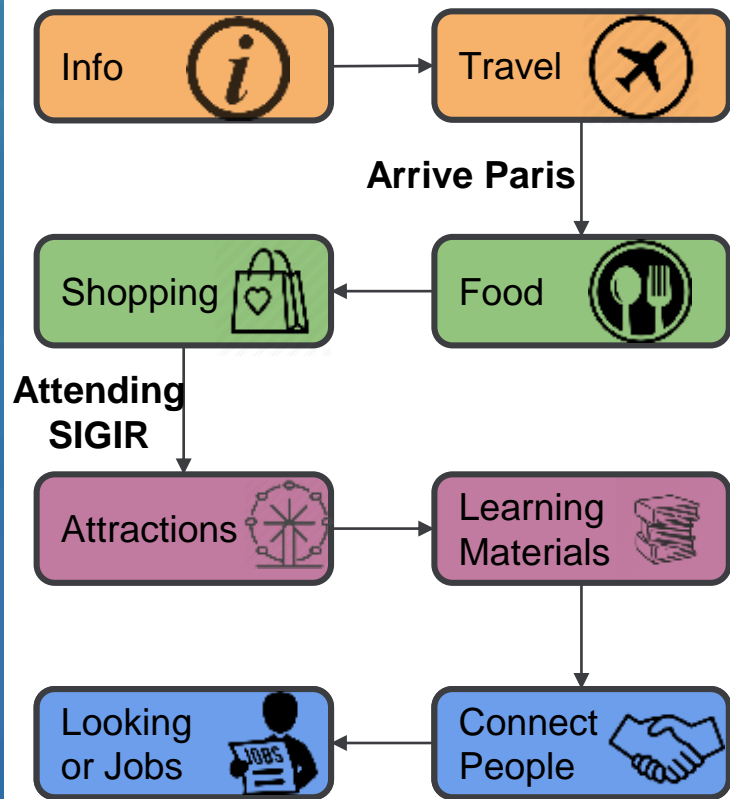 Info
Travel
Arrive Paris
Shopping
Food
Attending
SIGIR
Attractions
Learning
Materials
Looking
or Jobs
JOBS
Connect
People